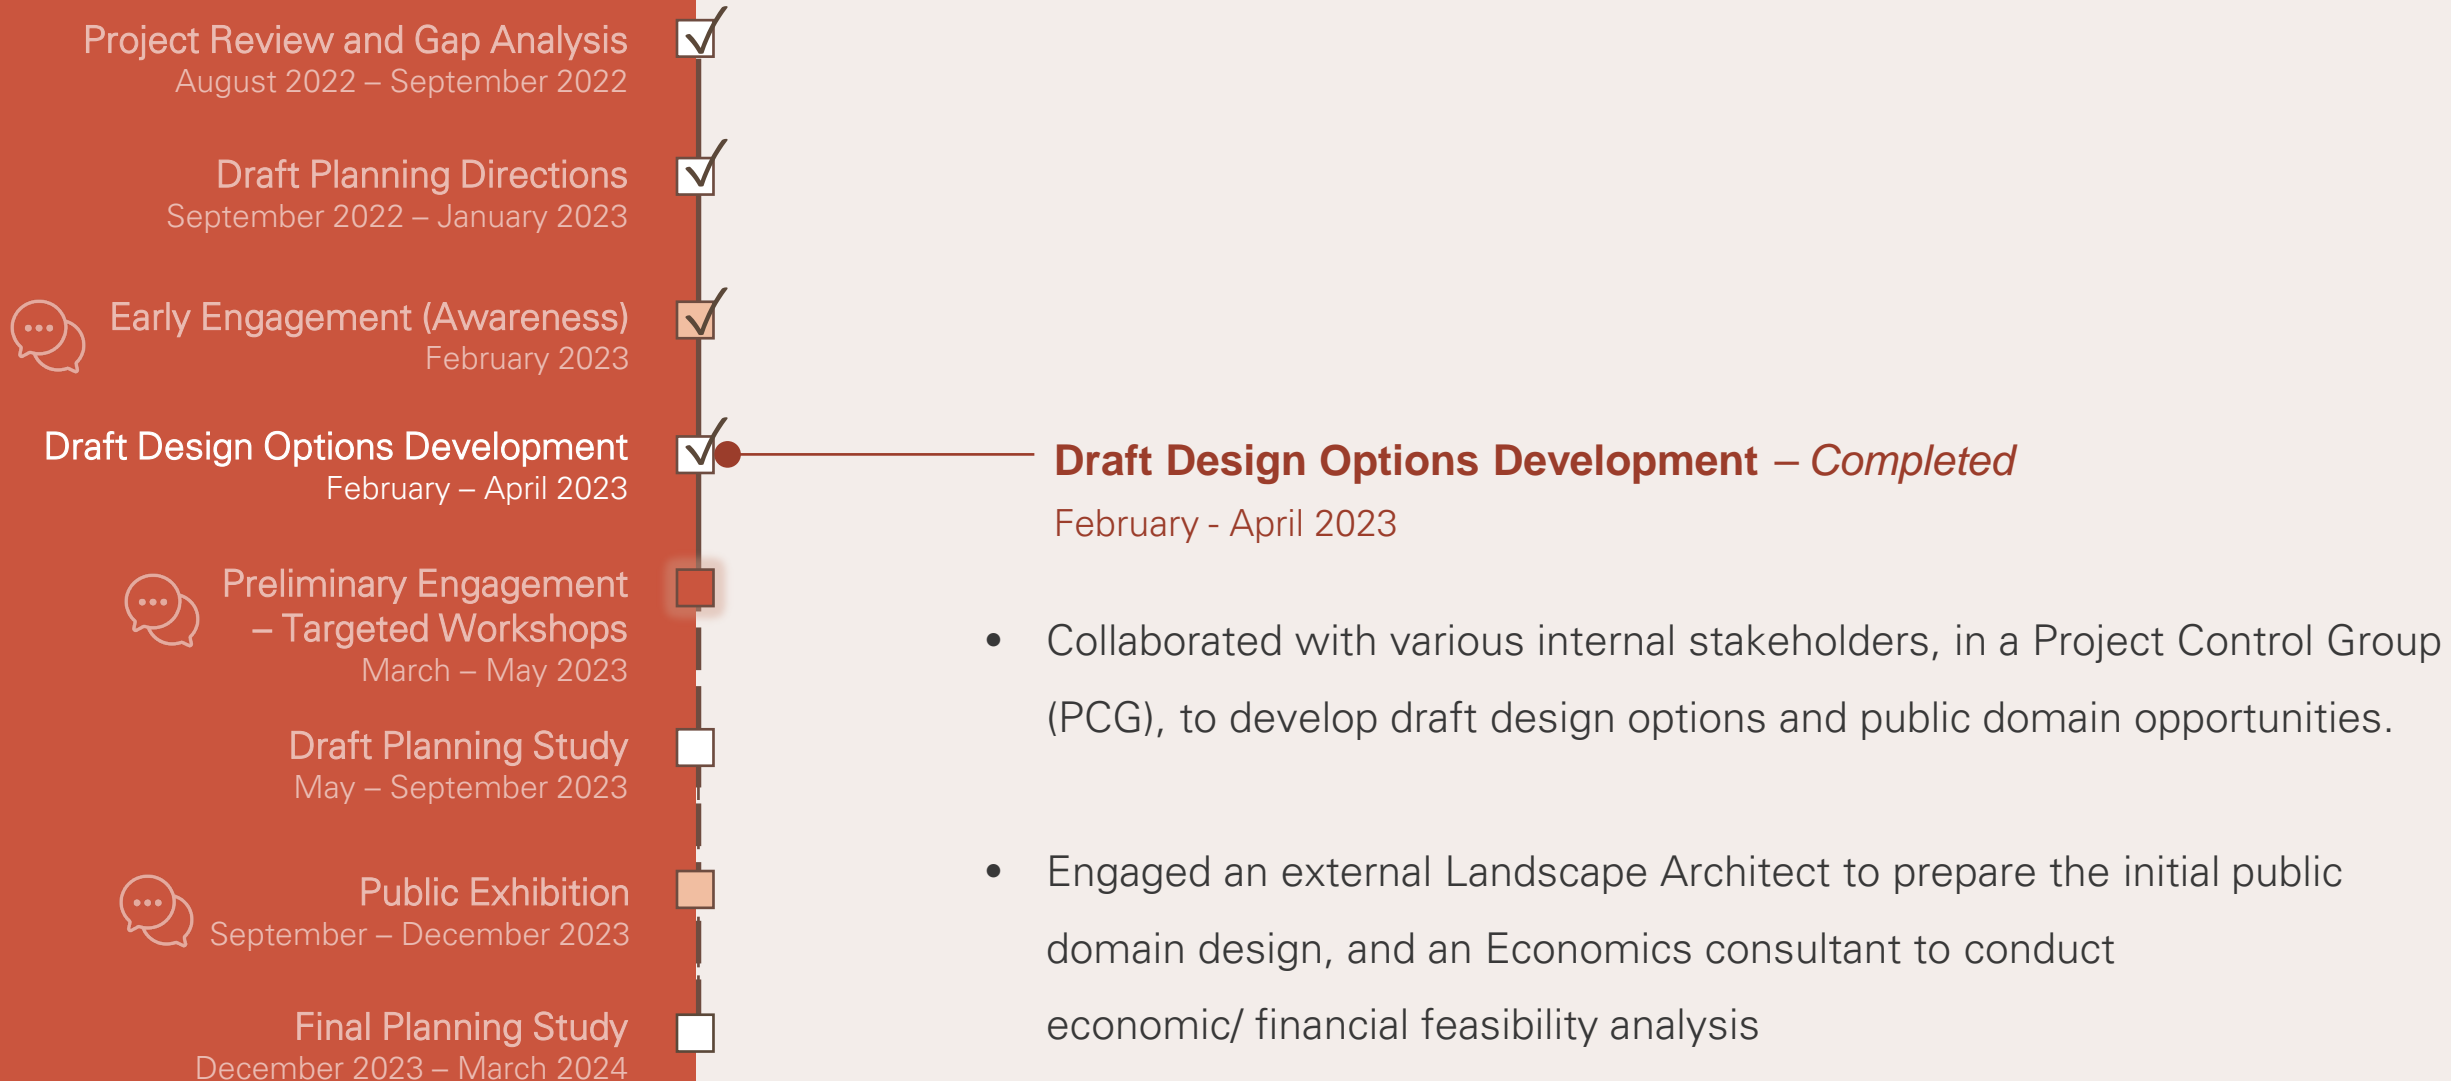 Project Review and Gap Analysis
August 2022 – September 2022
Draft Planning Directions
September 2022 – January 2023
Early Engagement (Awareness)
February 2023
Draft Design Options Development
February – April 2023
Preliminary Engagement
– Targeted Workshops
March – May 2023
Draft Planning Study
May – September 2023
Public Exhibition
September – December 2023
Final Planning Study
December 2023 – March 2024
Draft Design Options Development – Completed
February - April 2023
• Collaborated with various internal stakeholders, in a Project Control Group
(PCG), to develop draft design options and public domain opportunities.
• Engaged an external Landscape Architect to prepare the initial public
domain design, and an Economics consultant to conduct
economic/ financial feasibility analysis